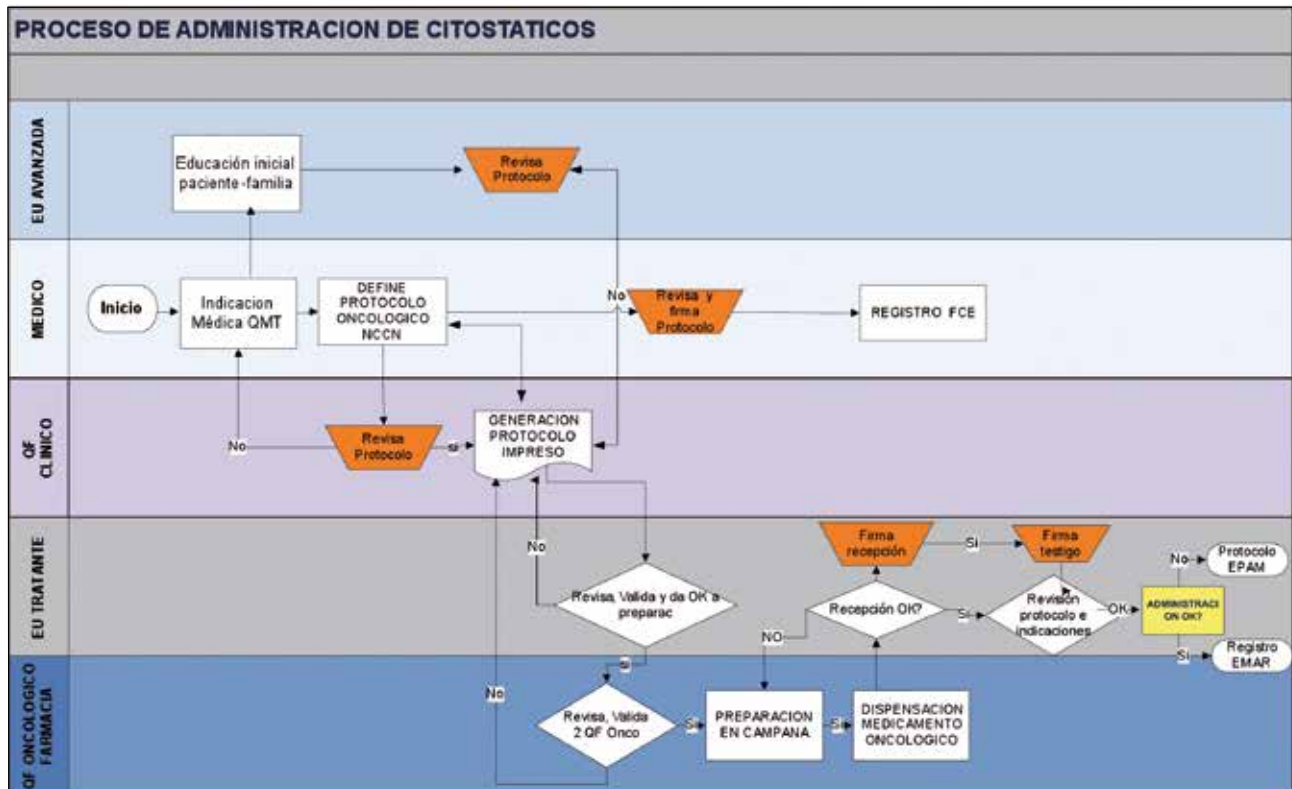 PROCESO DE ADMINISTRACION DE CITOSTATICOS
EU AVANZADA
Educación inicial
paciente-familia
Revisa
Protocolo
MEDICO
Inicio
Indicacion
Médica QMT
DEFINE
PROTOCOLO
ONCOLOGICO
NCCN
No
Revisa y
firma
Protocolo
REGISTRO FCE
QF
CLINICO
No
Revisa
Protocolo
si
GENERACION
PROTOCOLO
IMPRESO
EU TRATANTE
No
Revisa, Valida y da OK a
preparac
si
NO
Firma
recepción
Si
Recepción OK?
Si
Firma
testigo
Revisión
protocolo e
indicaciones
OK
ADMINISTRACI
ON OK?
No
Protocolo
EPAM
Si
Registro
EMAR
QF ONCOLOGICO
FARMACIA
No
Revisa, Valida
2 QF Onco
Si
PREPARACION
EN CAMPANA
Si
DISPENSACION
MEDICAMENTO
ONCOLOGICO